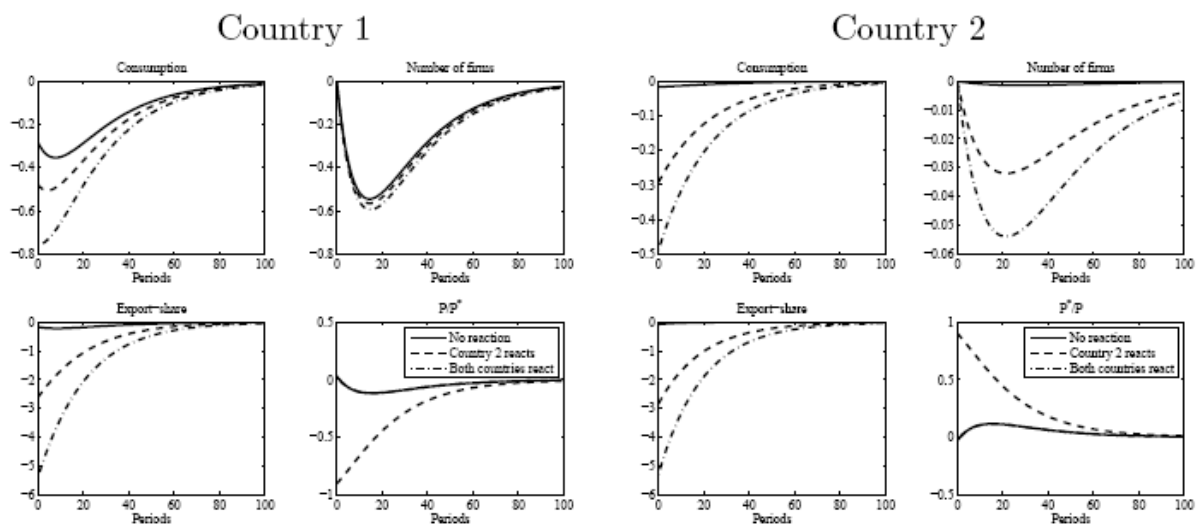 Country 1
Country 2
Consumption
0
−0.2
−0.4
−0.6
−0.8
0 20 40 60 80 100
Periods
Number of firms
0
−0.2
−0.4
−0.6
−0.8
0 20 40 60 80 100
Periods
Consumption
0
−0.1
−0.2
−0.3
−0.4
−0.5
0 20 40 60 80 100
Periods
Number of firms
0
−0.01
−0.02
−0.03
−0.04
−0.05
−0.06
0 20 40 60 80 100
Periods
Export−share
0
−1
−2
−3
−4
−5
−6
0 20 40 60 80 100
Periods
P/P*
0.5
0
−0.5
−1
No reaction
Country 2 reacts
Both countries react
0 20 40 60 80 100
Periods
Export−share
0
−1
−2
−3
−4
−5
−6
0 20 40 60 80 100
Periods
P*/P
1
0.5
0
−0.5
No reaction
Country 2 reacts
Both countries react
0 20 40 60 80 100
Periods